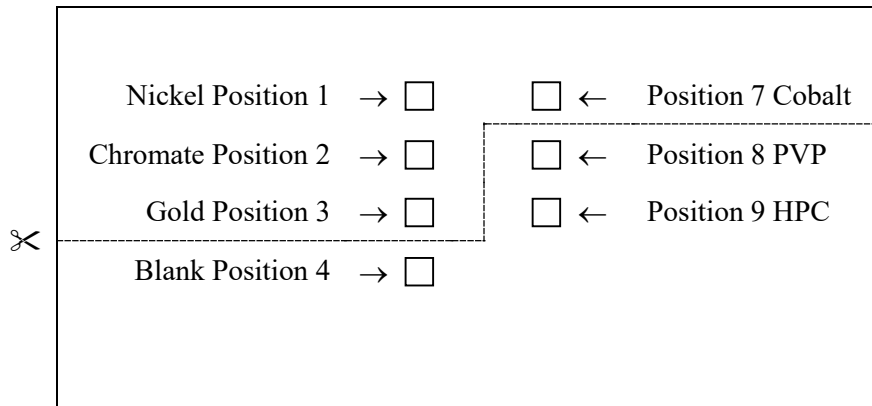 Nickel Position 1 → □ □ ← Position 7 Cobalt
Chromate Position 2 → □ □ ← Position 8 PVP
Gold Position 3 → □ □ ← Position 9 HPC
Blank Position 4 → □